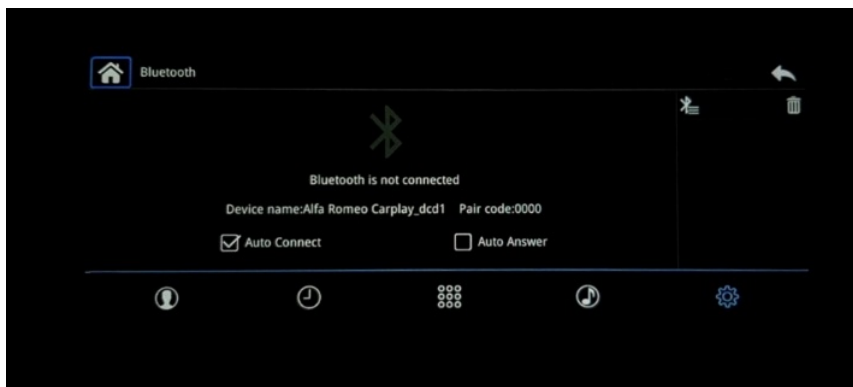 Bluetooth
Bluetooth is not connected
Device name:Alfa Romeo Carplay_dcd1 Pair code:0000
Auto Connect
Auto Answer